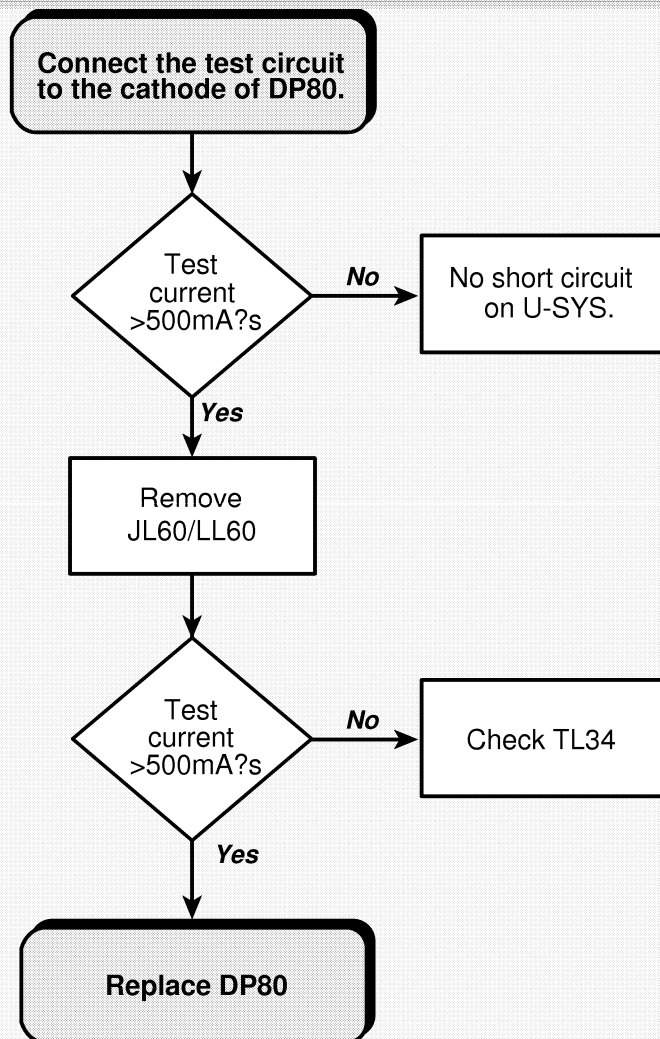 Connect the test circuit
to the cathode of DP80.
Test
current
>500mA?s
No
No short circuit
on U-SYS.
Yes
Remove
JL60/LL60
Test
current
>500mA?s
No
Check TL34
Yes
Replace DP80